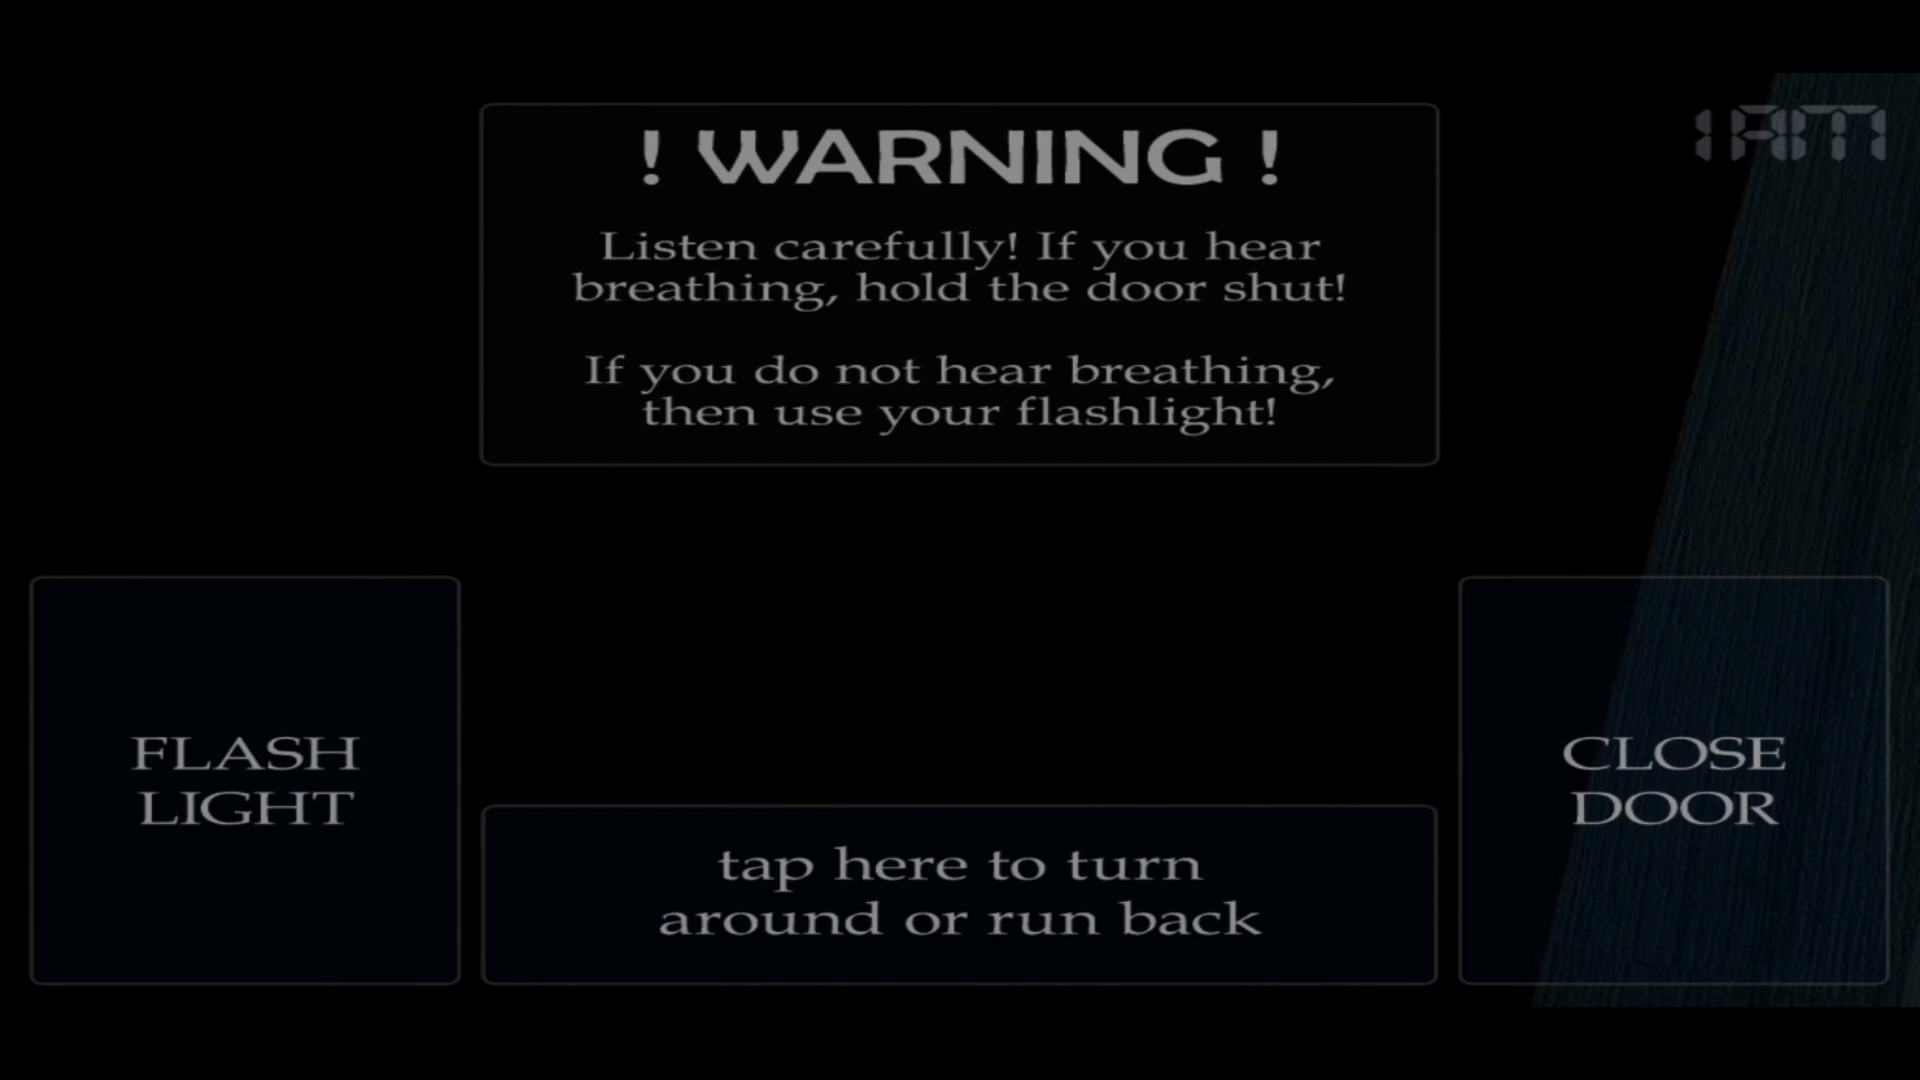 ! WARNING !
1AM
Listen carefully! If you hear
breathing, hold the door shut!
If you do not hear breathing,
then use your flashlight!
FLASH
LIGHT
CLOSE
DOOR
tap here to turn
around or run back